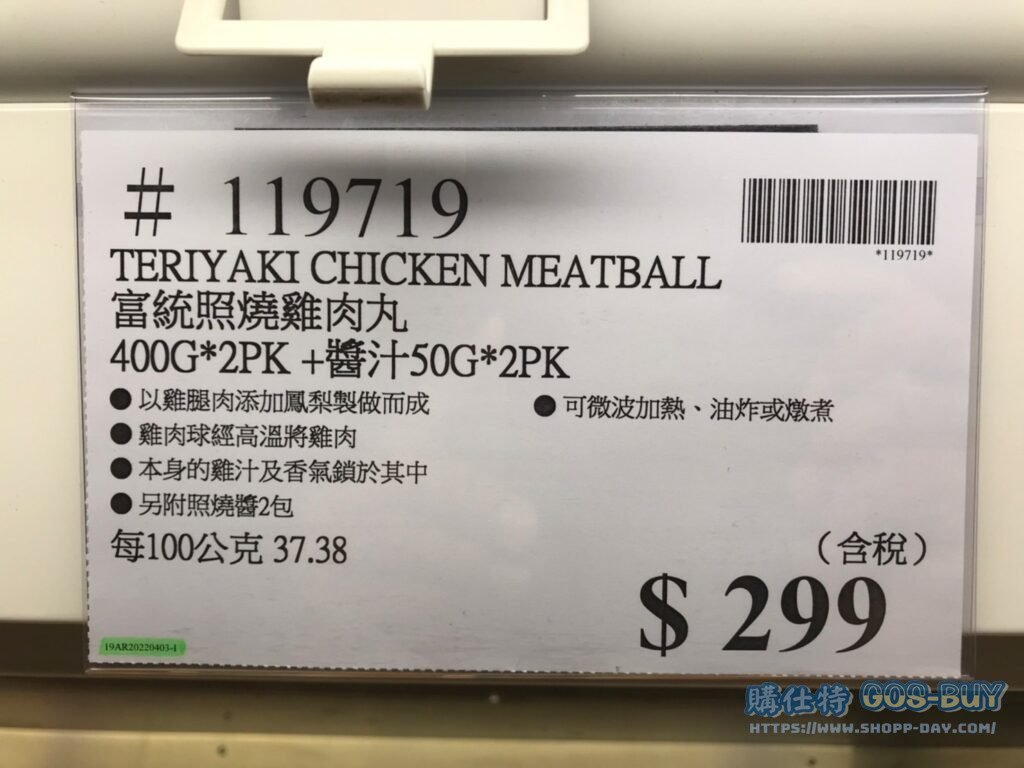 # 119719
*119719*
TERIYAKI CHICKEN MEATBALL
富統照燒雞肉丸
400G*2PK +醬汁50G*2PK
●以雞腿肉添加鳳梨製做而成
●可微波加熱、油炸或燉煮
●雞肉球經高溫將雞肉
●本身的雞汁及香氣鎖於其中
●另附照燒醬2包
每100公克 37.38
（含稅）
$ 299
19AR20220403-1
購仕特 GOS-BUY
HTTPS://WWW.SHOPP-DAY.COM/